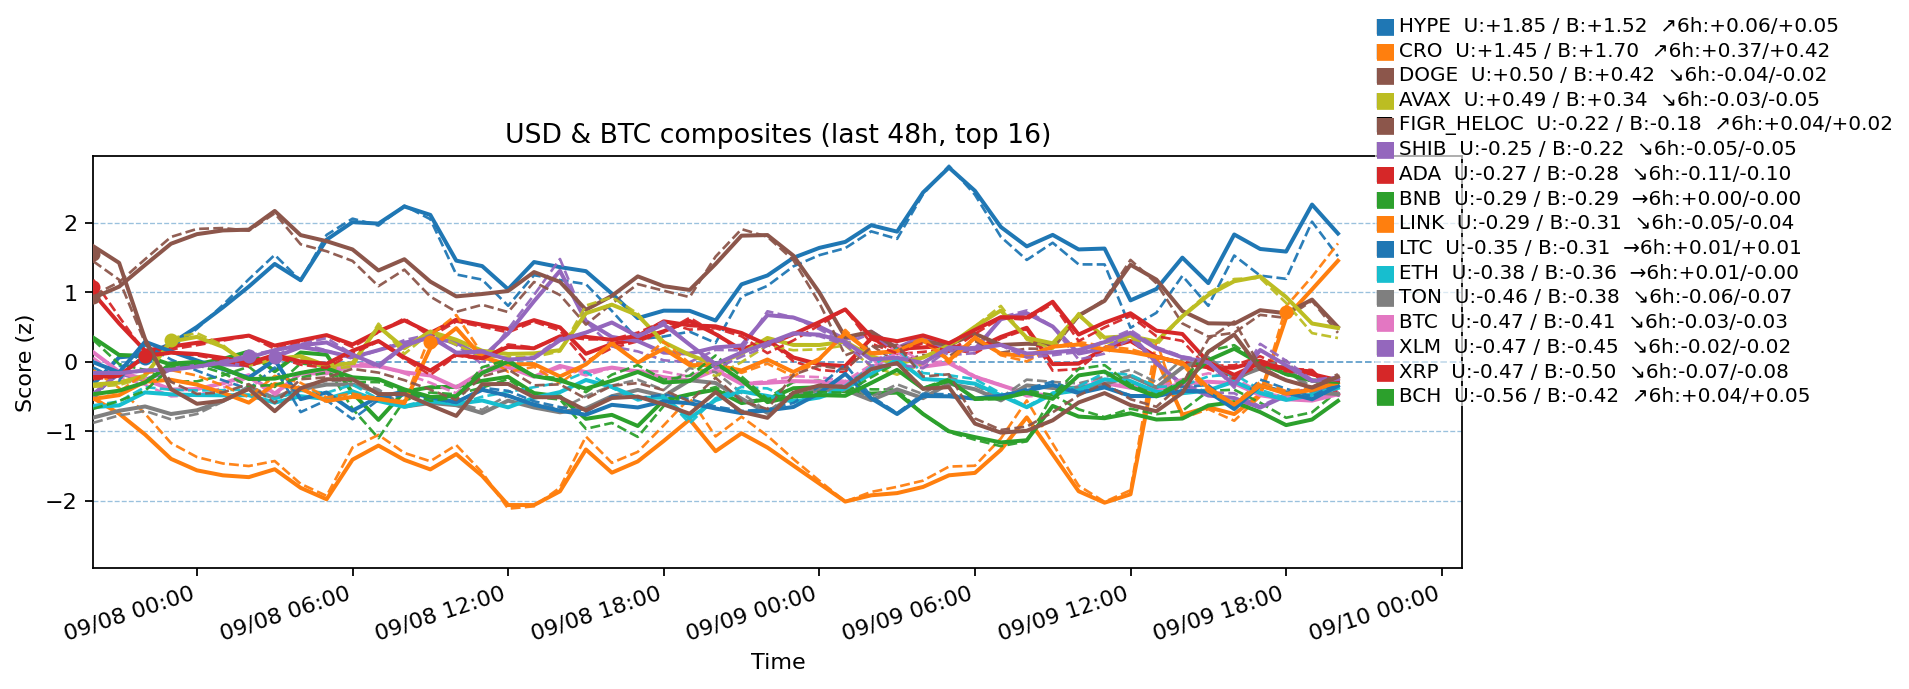 HYPE  U:+1.85 / B:+1.52  ↗6h:+0.06/+0.05
CRO  U:+1.45 / B:+1.70  ↗6h:+0.37/+0.42
DOGE  U:+0.50 / B:+0.42  ↘6h:-0.04/-0.02
AVAX  U:+0.49 / B:+0.34  ↘6h:-0.03/-0.05
FIGR_HELOC  U:-0.22 / B:-0.18  ↗6h:+0.04/+0.02
SHIB  U:-0.25 / B:-0.22  ↘6h:-0.05/-0.05
ADA  U:-0.27 / B:-0.28  ↘6h:-0.11/-0.10
BNB  U:-0.29 / B:-0.29  →6h:+0.00/-0.00
LINK  U:-0.29 / B:-0.31  ↘6h:-0.05/-0.04
LTC  U:-0.35 / B:-0.31  →6h:+0.01/+0.01
ETH  U:-0.38 / B:-0.36  →6h:+0.01/-0.00
TON  U:-0.46 / B:-0.38  ↘6h:-0.06/-0.07
BTC  U:-0.47 / B:-0.41  ↘6h:-0.03/-0.03
XLM  U:-0.47 / B:-0.45  ↘6h:-0.02/-0.02
XRP  U:-0.47 / B:-0.50  ↘6h:-0.07/-0.08
BCH  U:-0.56 / B:-0.42  ↗6h:+0.04/+0.05
USD & BTC composites (last 48h, top 16)
Score (z)
2
1
0
−1
−2
09/08 00:00
09/08 06:00
09/08 12:00
09/08 18:00
09/09 00:00
09/09 06:00
09/09 12:00
09/09 18:00
09/10 00:00
Time